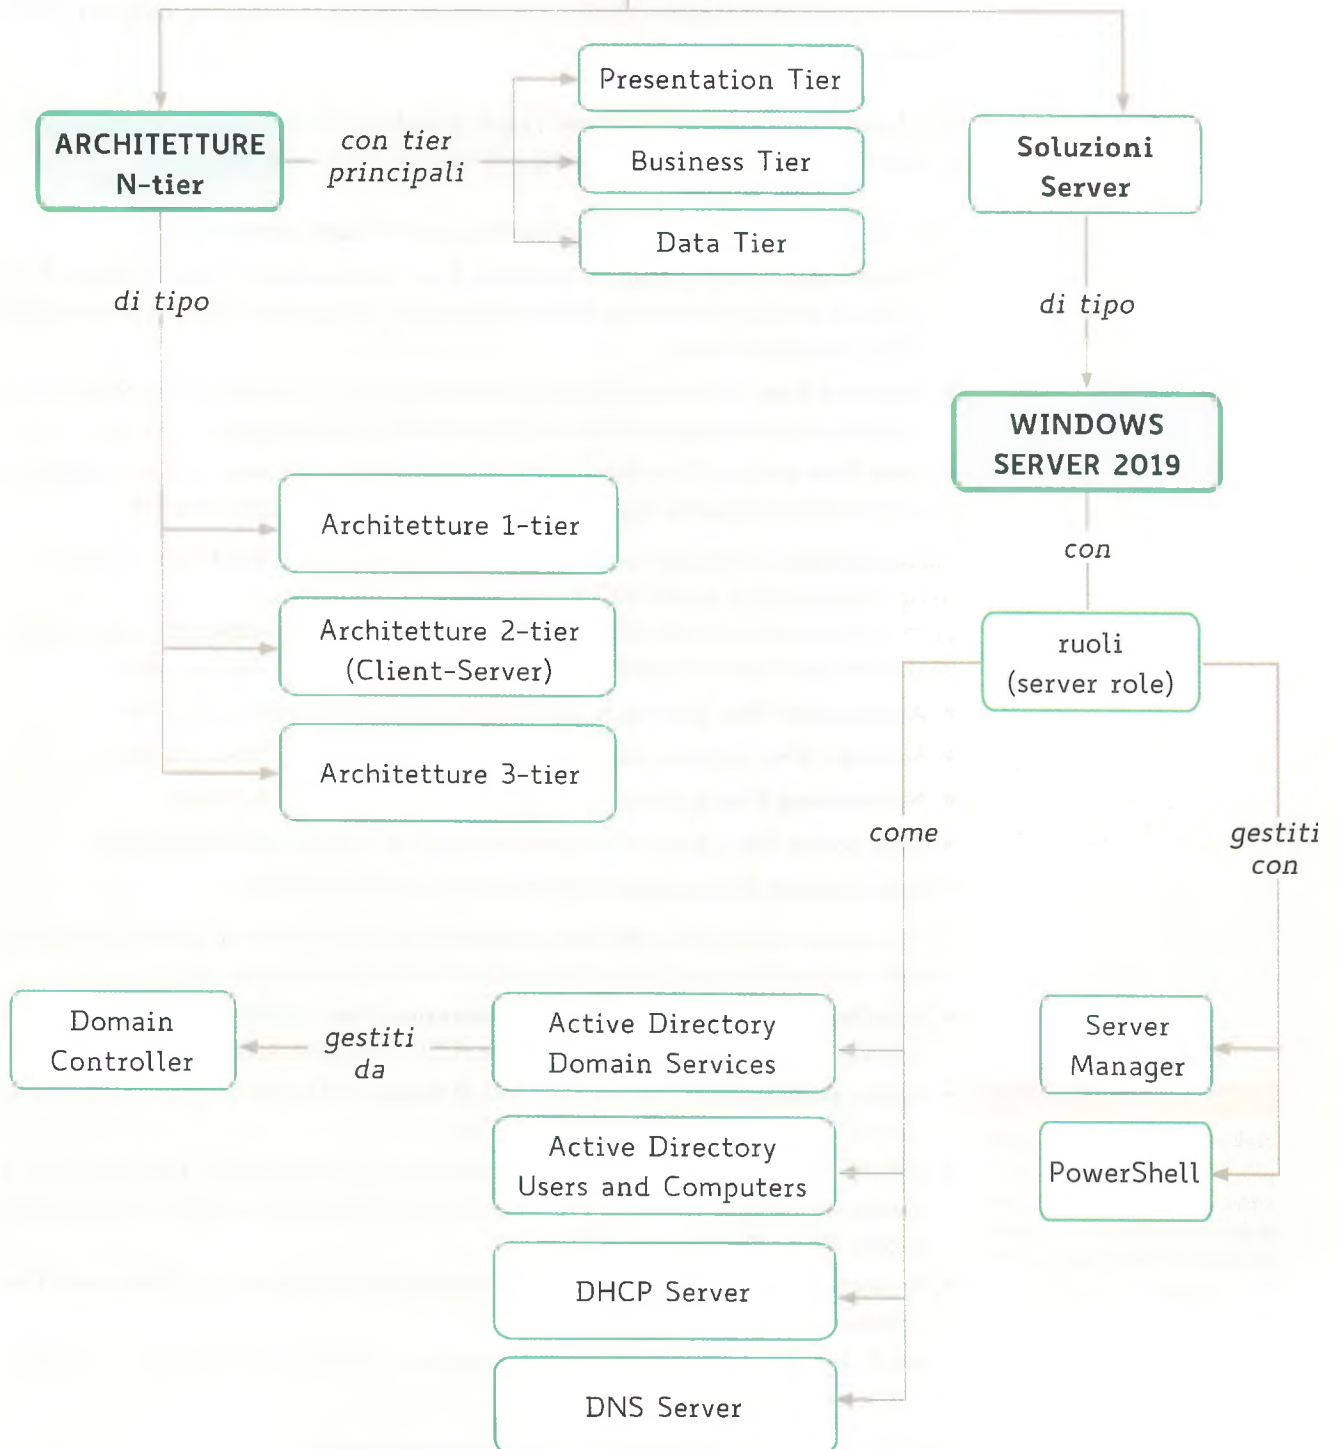 Presentation Tier
ARCHITETTURE
N-tier
con tier
principali
Business Tier
Data Tier
Soluzioni
Server
di tipo
di tipo
WINDOWS
SERVER 2019
con
ruoli
(server role)
Architetture 1-tier
Architetture 2-tier
(Client-Server)
Architetture 3-tier
come
gestiti
con
Domain
Controller
gestiti
da
Active Directory
Domain Services
Server
Manager
Active Directory
Users and Computers
PowerShell
DHCP Server
DNS Server